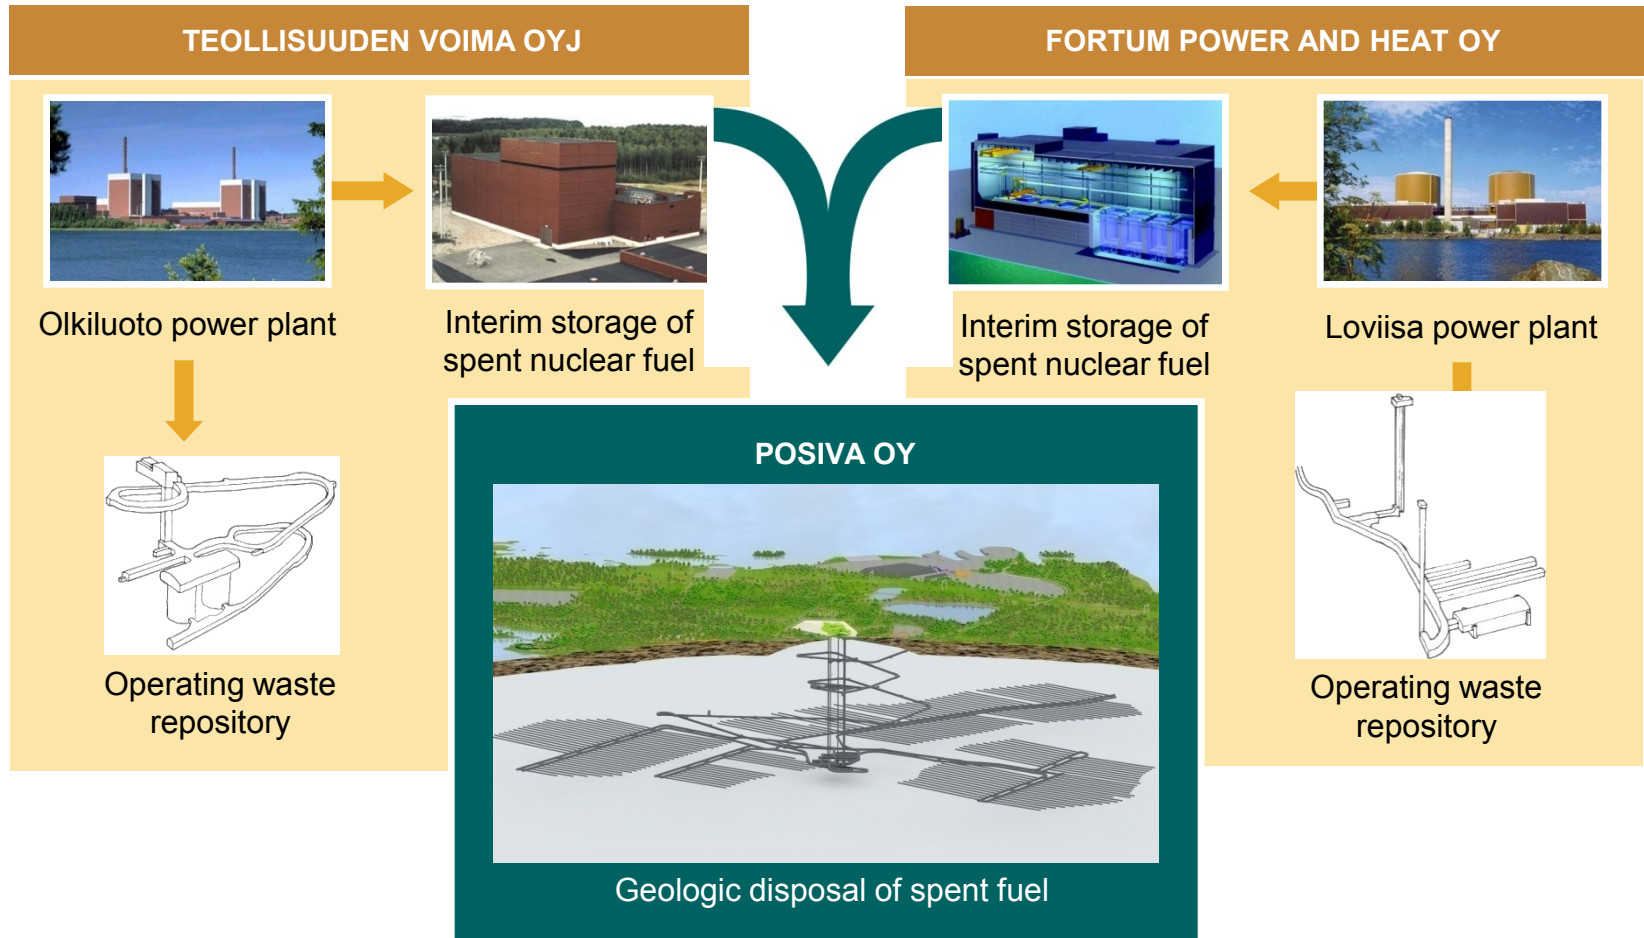 TEOLLISUUDEN VOIMA OYJ
FORTUM POWER AND HEAT OY
Olkiluoto power plant
Interim storage of
spent nuclear fuel
Interim storage of
spent nuclear fuel
Loviisa power plant
Operating waste
repository
POSIVA OY
Geologic disposal of spent fuel
Operating waste
repository